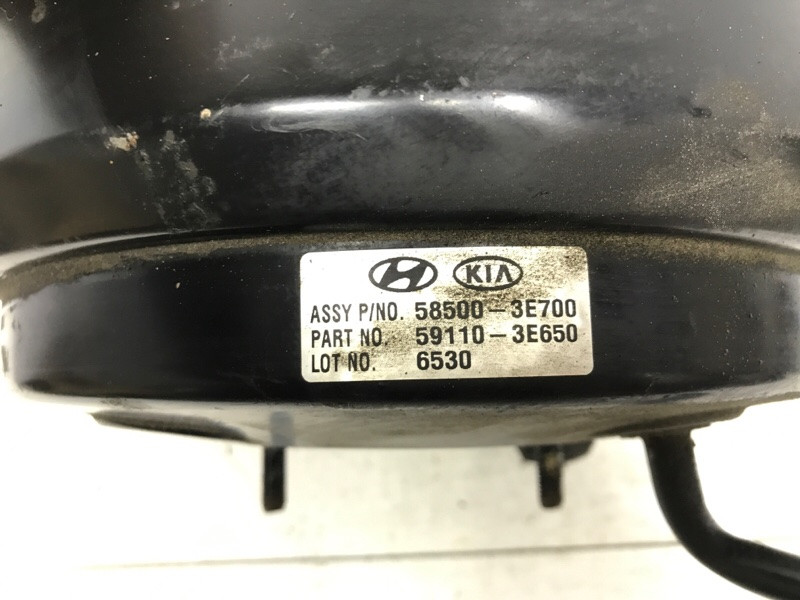 KIA
ASSY P/NO. 58500-3E700
PART NO. 59110-3E650
LOT NO. 6530